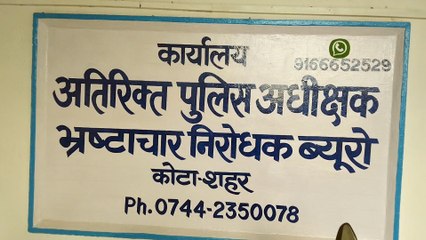 कार्यालय
9166652529
अतिरिक्त पुलिस अधीक्षक
भ्रष्टाचार निरोधक ब्यूरो
कोटा-शहर
Ph. 0744-2350078